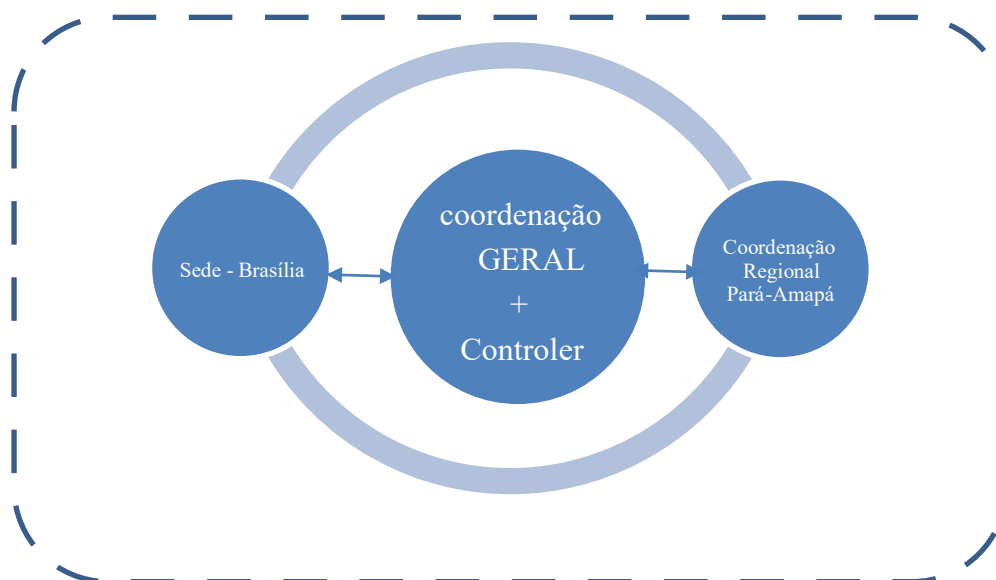 Sede - Brasília
coordenação
GERAL
+
Controler
Coordenação
Regional
Pará-Amapá